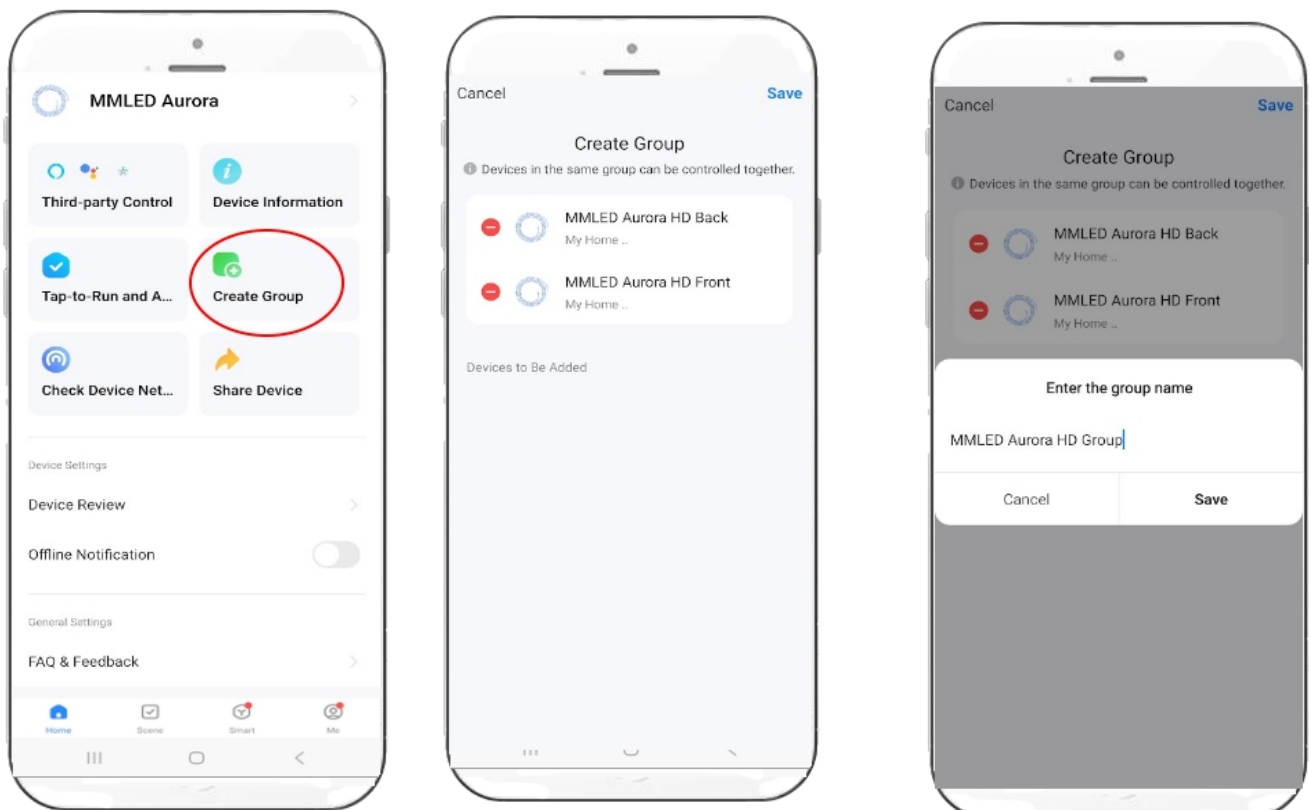 MMLED Aurora
Third-party Control
Device Information
Tap-to-Run and A...
Create Group
Check Device Net...
Share Device
Device Settings
Device Review
Offline Notification
General Settings
FAQ & Feedback
Home
Scene
Smart
Me
Cancel
Save
Create Group
Devices in the same group can be controlled together.
MMLED Aurora HD Back
My Home ..
MMLED Aurora HD Front
My Home ..
Devices to Be Added
Cancel
Save
Create Group
Devices in the same group can be controlled together.
MMLED Aurora HD Back
My Home ..
MMLED Aurora HD Front
My Home ..
Enter the group name
MMLED Aurora HD Group
Cancel
Save